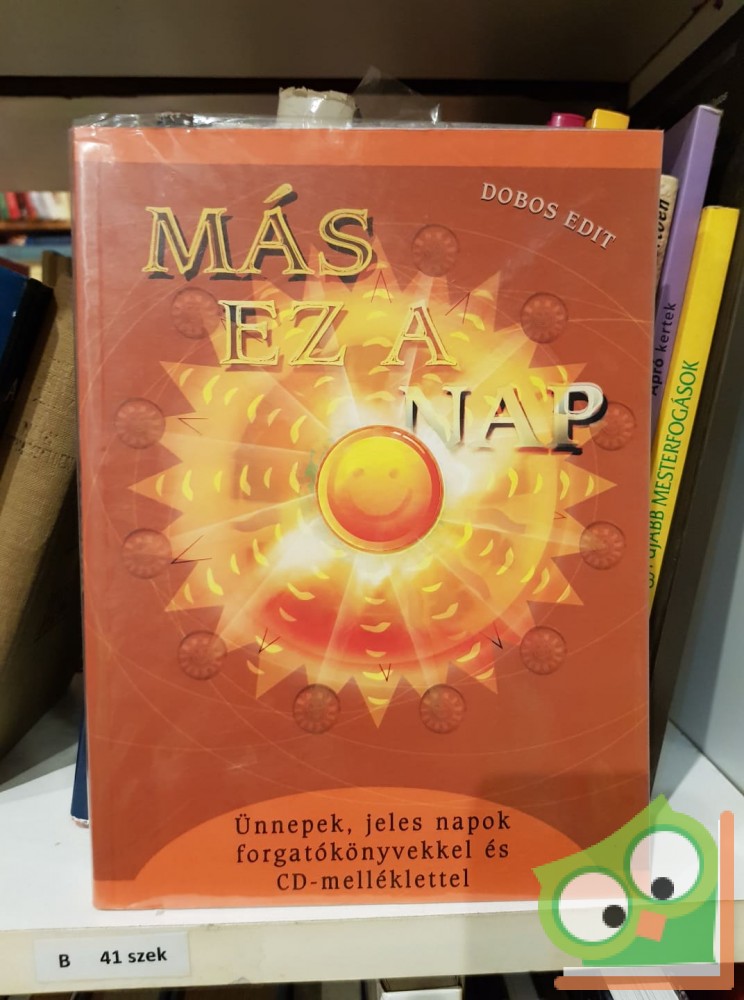 DOBOS EDIT
MÁS
EZ A
NAP
Ünnepek, jeles napok
forgatókönyvekkel és
CD-melléklettel
B 41 szek
Apró kertek
ÚJABB MESTERFOGÁSOK